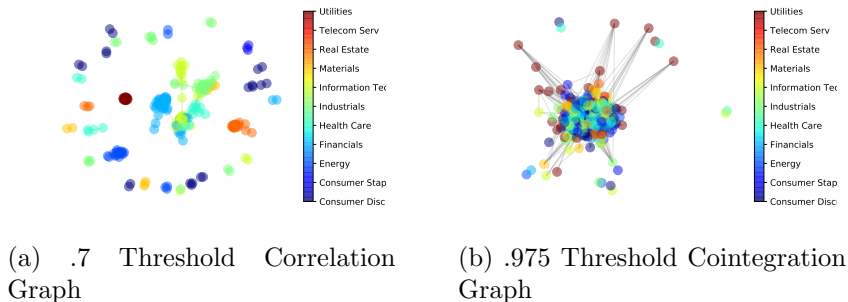 Utilities
Telecom Serv
Real Estate
Materials
Information Tec
Industrials
Health Care
Financials
Energy
Consumer Stap
Consumer Disc
Utilities
Telecom Serv
Real Estate
Materials
Information Tec
Industrials
Health Care
Financials
Energy
Consumer Stap
Consumer Disc
(a) .7 Threshold Correlation
Graph
(b) .975 Threshold Cointegration
Graph